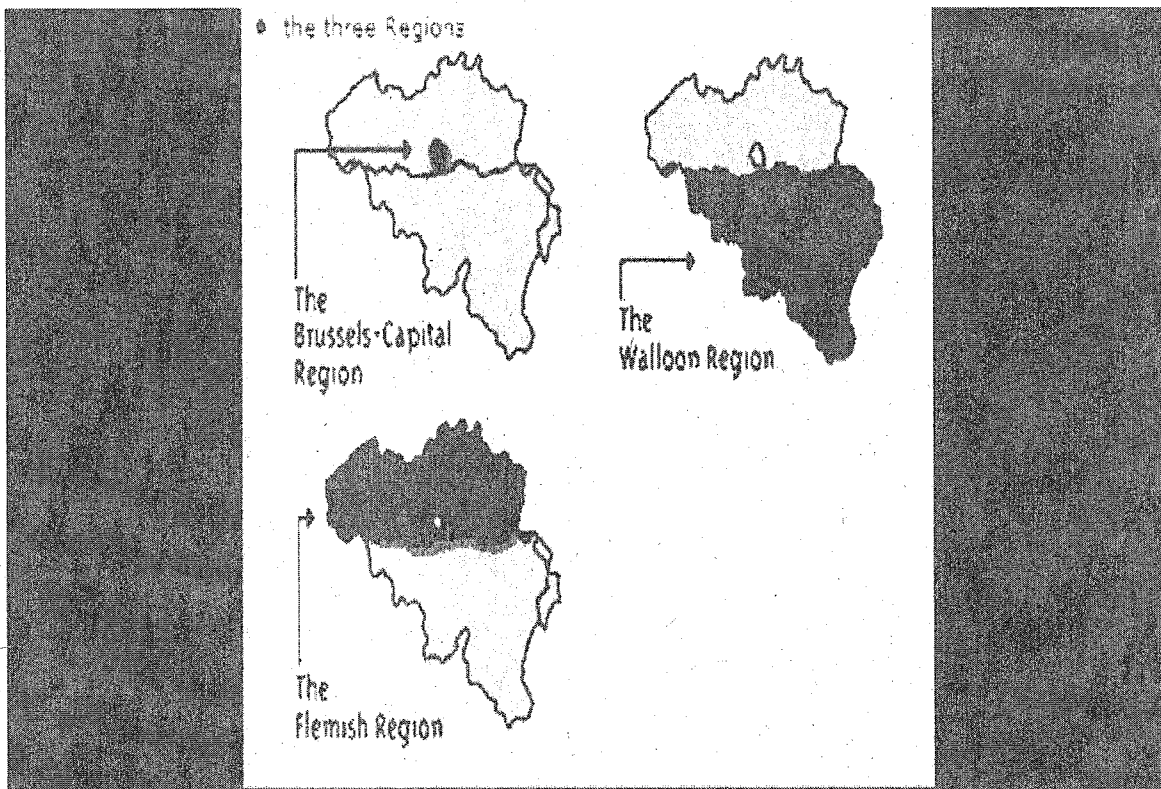 • the three Regions
The
Brussels-Capital
Region
The
Walloon Region
The
Flemish Region